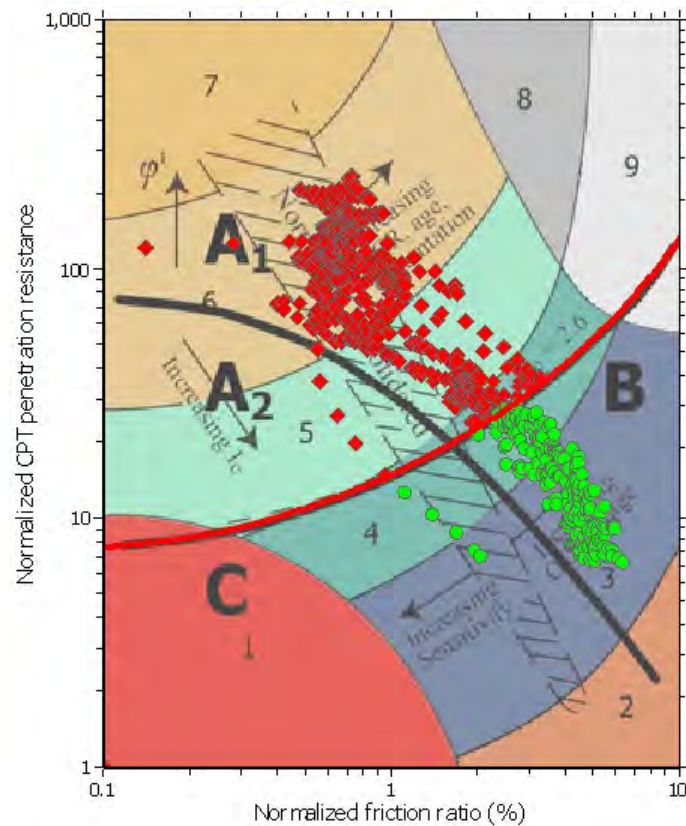 1,000
7
8
9
φ'
A1
Increasing
age,
100
6
A2
Increasing Ic
5
2.6
B
10
4
3
C
1
Increasing
Sensitivity
2
1
0.1
1
10
Normalized CPT penetration resistance
Normalized friction ratio (%)